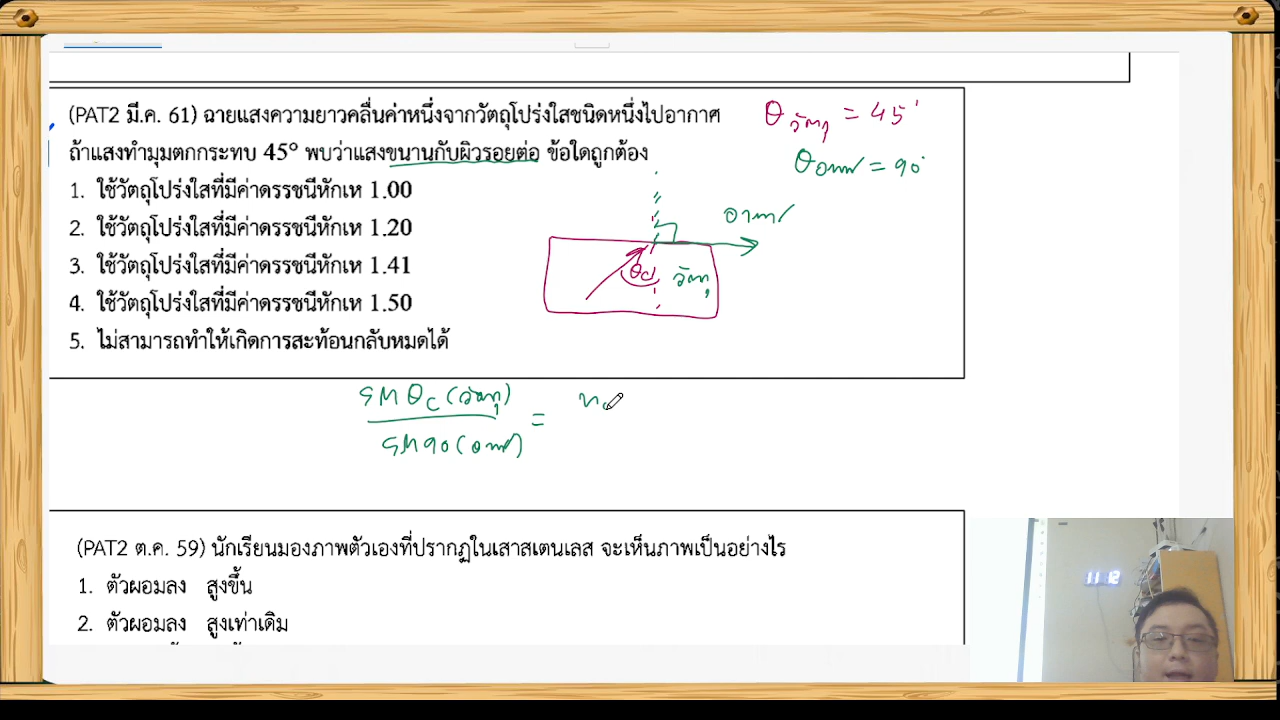 (PAT2 มี.ค. 61) ฉายแสงความยาวคลื่นค่าหนึ่งจากวัตถุโปร่งใสชนิดหนึ่งไปอากาศ
ถ้าแสงทำมุมตกกระทบ 45° พบว่าแสงขนานกับผิวรอยต่อ ข้อใดถูกต้อง
1. ใช้วัตถุโปร่งใสที่มีค่าดรรชนีหักเห 1.00
2. ใช้วัตถุโปร่งใสที่มีค่าดรรชนีหักเห 1.20
3. ใช้วัตถุโปร่งใสที่มีค่าดรรชนีหักเห 1.41
4. ใช้วัตถุโปร่งใสที่มีค่าดรรชนีหักเห 1.50
5. ไม่สามารถทำให้เกิดการสะท้อนกลับหมดได้
θวัตถุ = 45°
θอากาศ = 90°
อากาศ
θc วัตถุ
sin θc (วัตถุ)
sin 90 (อากาศ)
=
(PAT2 ต.ค. 59) นักเรียนมองภาพตัวเองที่ปรากฏในเสาสเตนเลส จะเห็นภาพเป็นอย่างไร
1. ตัวผอมลง สูงขึ้น
2. ตัวผอมลง สูงเท่าเดิม
11:12